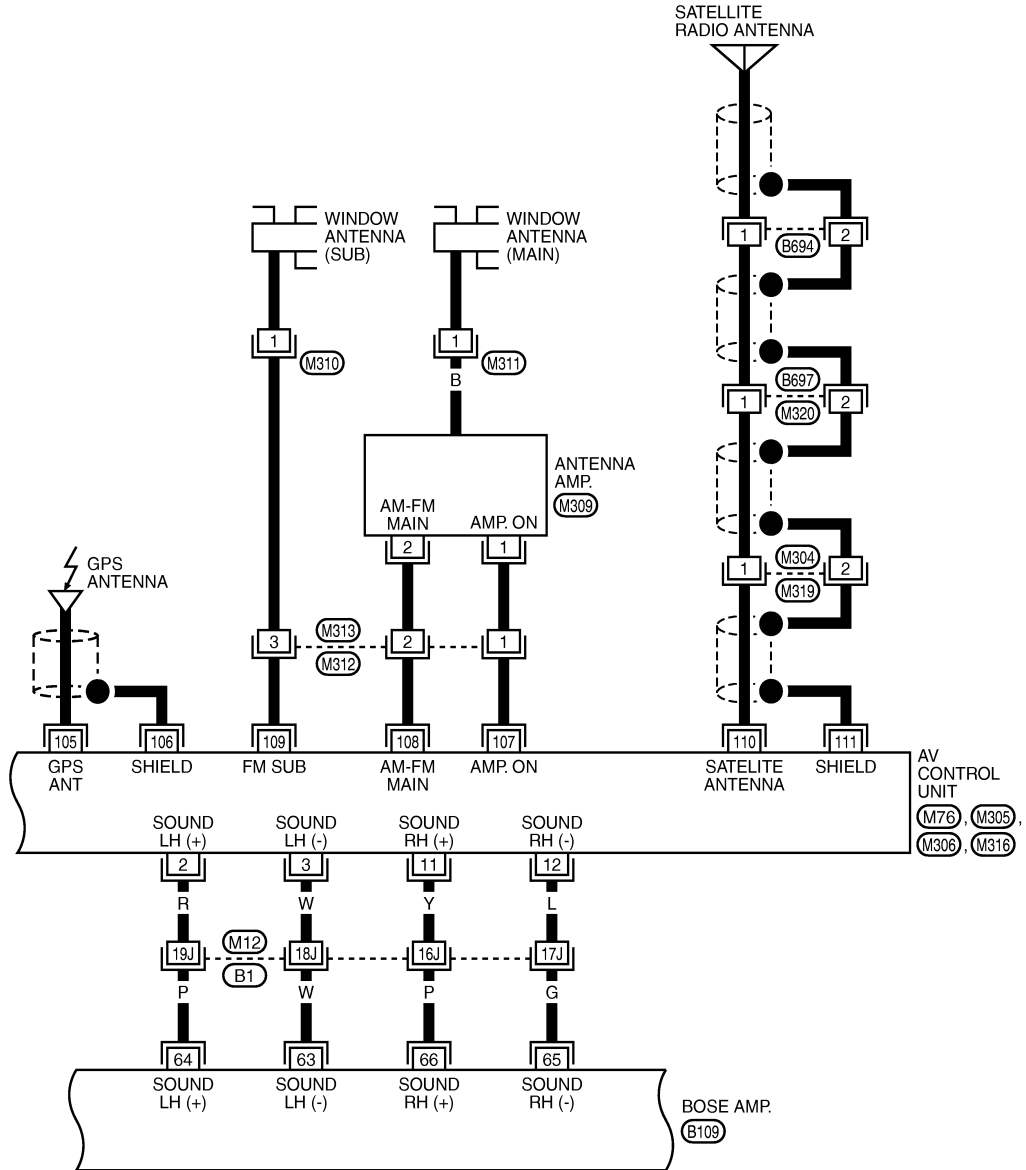 SATELLITE
RADIO ANTENNA
1
2
B694
WINDOW
ANTENNA
(SUB)
WINDOW
ANTENNA
(MAIN)
1
M310
1
M311
B
B697
1
2
M320
ANTENNA
AMP.
M309
AM-FM
MAIN
AMP. ON
2
1
M304
1
2
M319
GPS
ANTENNA
3
M313
M312
2
1
105
106
109
108
107
110
111
GPS
ANT
SHIELD
FM SUB
AM-FM
MAIN
AMP. ON
SATELITE
ANTENNA
SHIELD
AV
CONTROL
UNIT
M76 , M305 ,
M306 , M316
SOUND
LH (+)
SOUND
LH (-)
SOUND
RH (+)
SOUND
RH (-)
2
3
11
12
R
W
Y
L
19J
M12
B1
18J
16J
17J
P
W
P
G
64
63
66
65
SOUND
LH (+)
SOUND
LH (-)
SOUND
RH (+)
SOUND
RH (-)
BOSE AMP.
B109